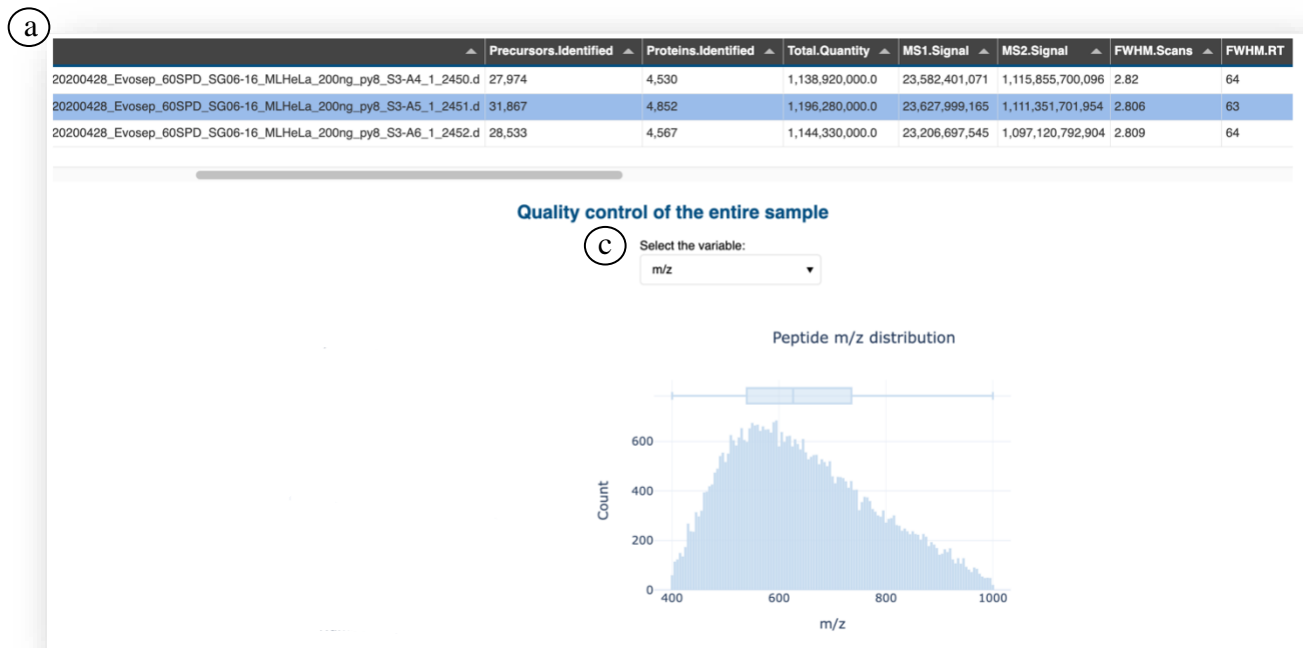 a
Precursors.Identified Proteins.Identified Total.Quantity MS1.Signal MS2.Signal FWHM.Scans FWHM.RT
20200428_Evosep_60SPD_SG06-16_MLHeLa_200ng_py8_S3-A4_1_2450.d 27,974 4,530 1,138,920,000.0 23,582,401,071 1,115,855,700,096 2.82 64
20200428_Evosep_60SPD_SG06-16_MLHeLa_200ng_py8_S3-A5_1_2451.d 31,867 4,852 1,196,280,000.0 23,627,999,165 1,111,351,701,954 2.806 63
20200428_Evosep_60SPD_SG06-16_MLHeLa_200ng_py8_S3-A6_1_2452.d 28,533 4,567 1,144,330,000.0 23,206,697,545 1,097,120,792,904 2.809 64
Quality control of the entire sample
c Select the variable:
m/z
Peptide m/z distribution
600
400
200
0
Count
400 600 800 1000
m/z